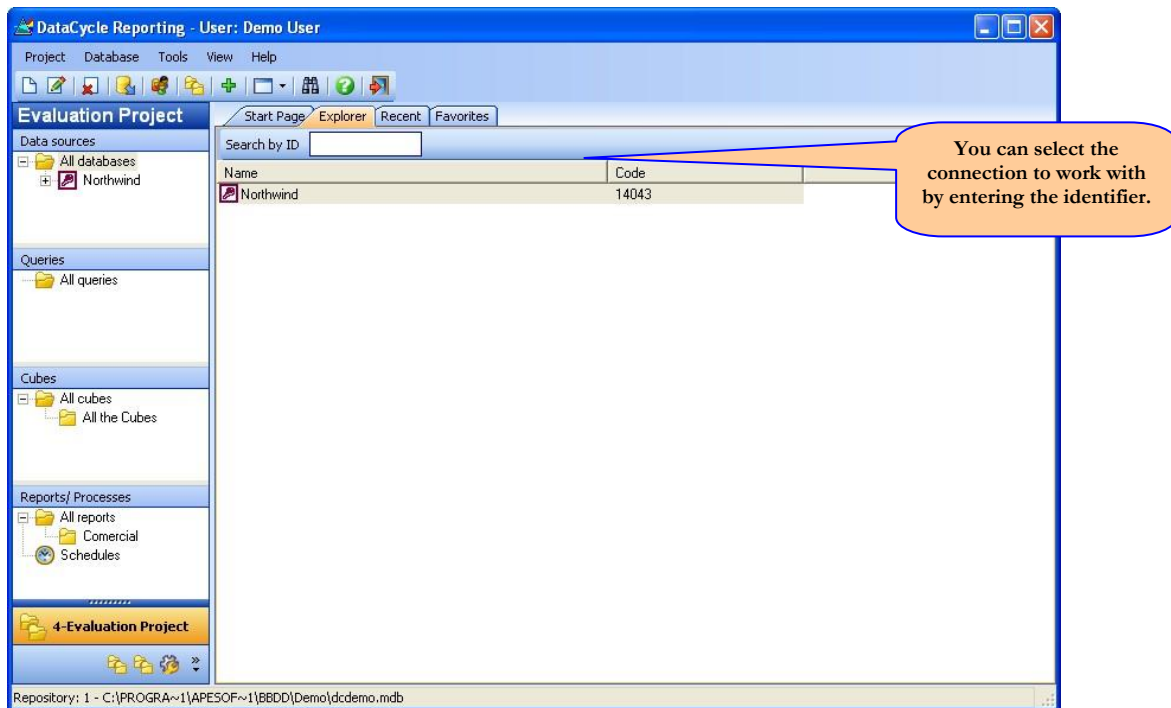 DataCycle Reporting - User: Demo User
Project Database Tools View Help
Evaluation Project
Start Page Explorer Recent Favorites
Data sources
Search by ID
All databases
Northwind
Name Code
Northwind 14043
You can select the
connection to work with
by entering the identifier.
Queries
All queries
Cubes
All cubes
All the Cubes
Reports/ Processes
All reports
Comercial
Schedules
4-Evaluation Project
Repository: 1 - C:\PROGRA~1\APESOF~1\BBDD\Demo\dcdemo.mdb